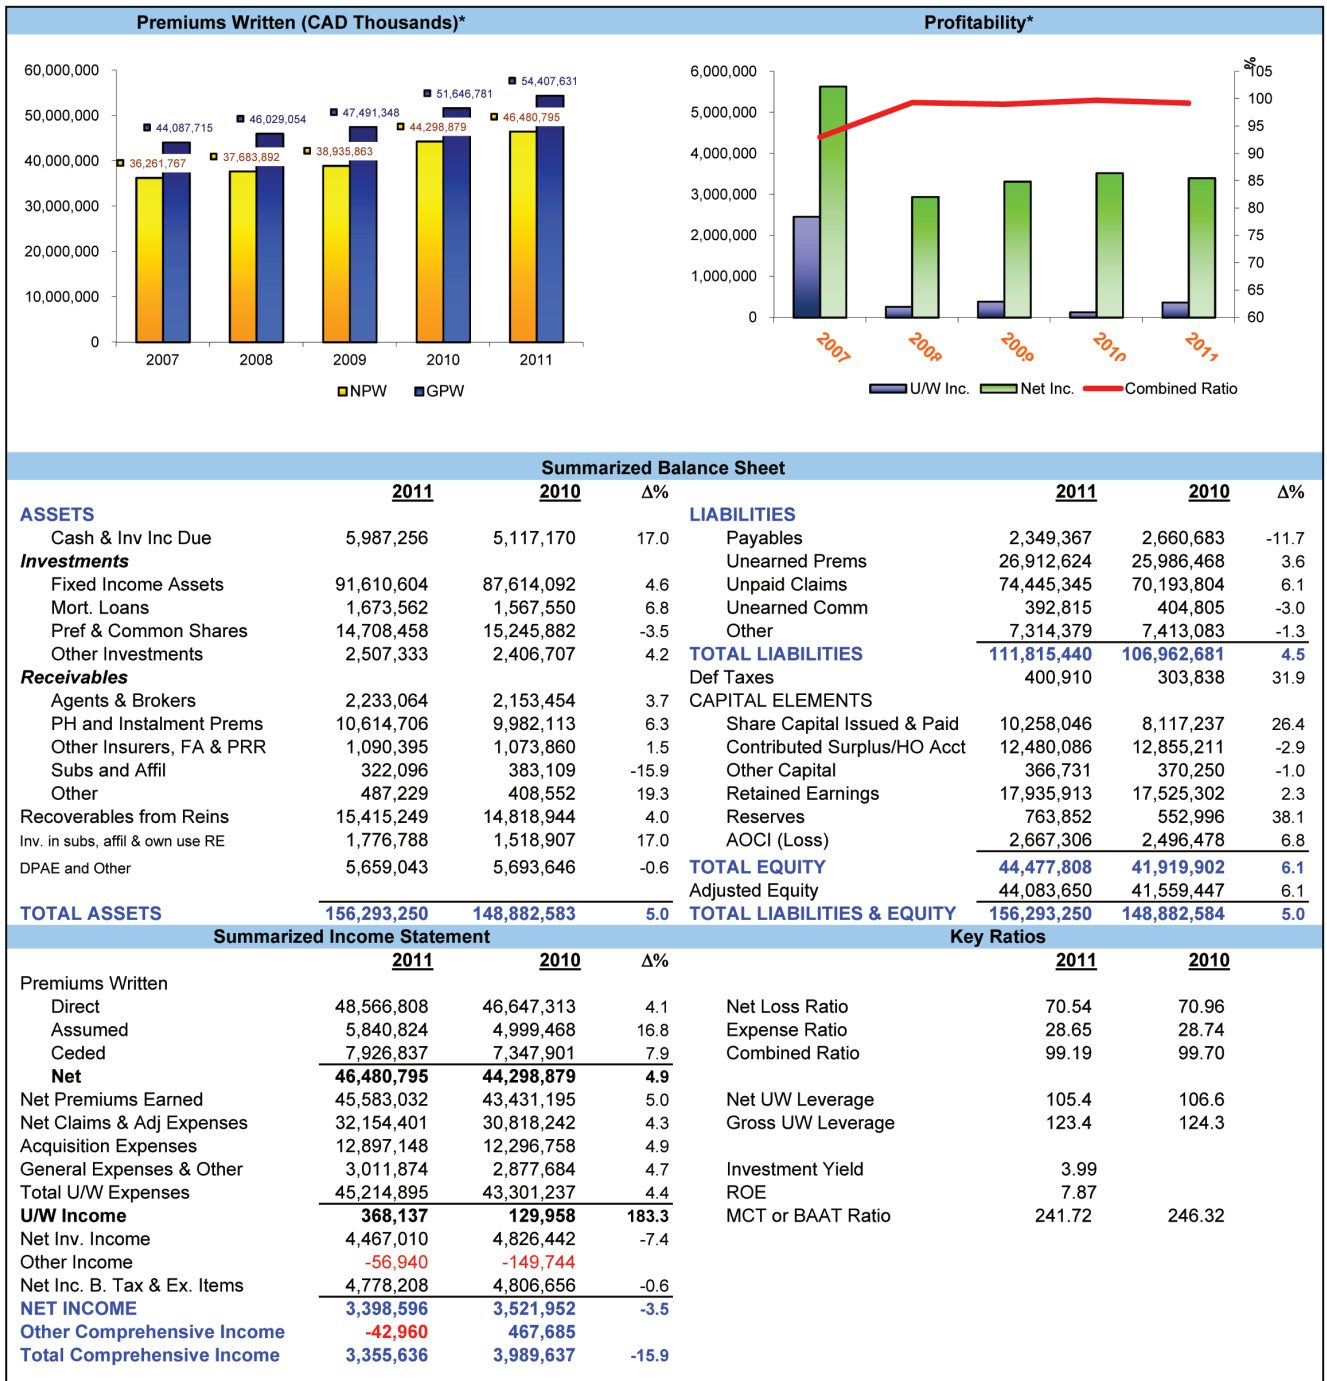 Premiums Written (CAD Thousands)* Profitability*
60,000,000
50,000,000
40,000,000
30,000,000
20,000,000
10,000,000
0
44,087,715
46,029,054
47,491,348
51,646,781
54,407,631
36,261,767
37,683,892
38,935,863
44,298,879
46,480,795
2007 2008 2009 2010 2011
NPW GPW
6,000,000
5,000,000
4,000,000
3,000,000
2,000,000
1,000,000
0
%
105
100
95
90
85
80
75
70
65
60
2007 2008 2009 2010 2011
U/W Inc. Net Inc. Combined Ratio
Summarized Balance Sheet
2011 2010 Δ%
ASSETS
Cash & Inv Inc Due 5,987,256 5,117,170 17.0
Investments
Fixed Income Assets 91,610,604 87,614,092 4.6
Mort. Loans 1,673,562 1,567,550 6.8
Pref & Common Shares 14,708,458 15,245,882 -3.5
Other Investments 2,507,333 2,406,707 4.2
Receivables
Agents & Brokers 2,233,064 2,153,454 3.7
PH and Instalment Prems 10,614,706 9,982,113 6.3
Other Insurers, FA & PRR 1,090,395 1,073,860 1.5
Subs and Affil 322,096 383,109 -15.9
Other 487,229 408,552 19.3
Recoverables from Reins 15,415,249 14,818,944 4.0
Inv. in subs, affil & own use RE 1,776,788 1,518,907 17.0
DPAE and Other 5,659,043 5,693,646 -0.6
TOTAL ASSETS 156,293,250 148,882,583 5.0
2011 2010 Δ%
LIABILITIES
Payables 2,349,367 2,660,683 -11.7
Unearned Prems 26,912,624 25,986,468 3.6
Unpaid Claims 74,445,345 70,193,804 6.1
Unearned Comm 392,815 404,805 -3.0
Other 7,314,379 7,413,083 -1.3
TOTAL LIABILITIES 111,815,440 106,962,681 4.5
Def Taxes 400,910 303,838 31.9
CAPITAL ELEMENTS
Share Capital Issued & Paid 10,258,046 8,117,237 26.4
Contributed Surplus/HO Acct 12,480,086 12,855,211 -2.9
Other Capital 366,731 370,250 -1.0
Retained Earnings 17,935,913 17,525,302 2.3
Reserves 763,852 552,996 38.1
AOCI (Loss) 2,667,306 2,496,478 6.8
TOTAL EQUITY 44,477,808 41,919,902 6.1
Adjusted Equity 44,083,650 41,559,447 6.1
TOTAL LIABILITIES & EQUITY 156,293,250 148,882,584 5.0
Summarized Income Statement
2011 2010 Δ%
Premiums Written
Direct 48,566,808 46,647,313 4.1
Assumed 5,840,824 4,999,468 16.8
Ceded 7,926,837 7,347,901 7.9
Net 46,480,795 44,298,879 4.9
Net Premiums Earned 45,583,032 43,431,195 5.0
Net Claims & Adj Expenses 32,154,401 30,818,242 4.3
Acquisition Expenses 12,897,148 12,296,758 4.9
General Expenses & Other 3,011,874 2,877,684 4.7
Total U/W Expenses 45,214,895 43,301,237 4.4
U/W Income 368,137 129,958 183.3
Net Inv. Income 4,467,010 4,826,442 -7.4
Other Income -56,940 -149,744
Net Inc. B. Tax & Ex. Items 4,778,208 4,806,656 -0.6
NET INCOME 3,398,596 3,521,952 -3.5
Other Comprehensive Income -42,960 467,685
Total Comprehensive Income 3,355,636 3,989,637 -15.9
Key Ratios
2011 2010
Net Loss Ratio 70.54 70.96
Expense Ratio 28.65 28.74
Combined Ratio 99.19 99.70
Net UW Leverage 105.4 106.6
Gross UW Leverage 123.4 124.3
Investment Yield 3.99
ROE 7.87
MCT or BAAT Ratio 241.72 246.32